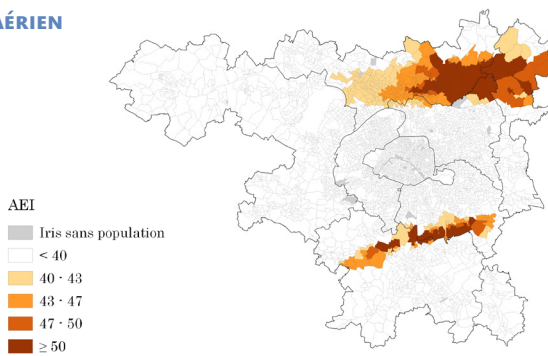 AÉRIEN
AEI
Iris sans population
< 40
40 - 43
43 - 47
47 - 50
≥ 50